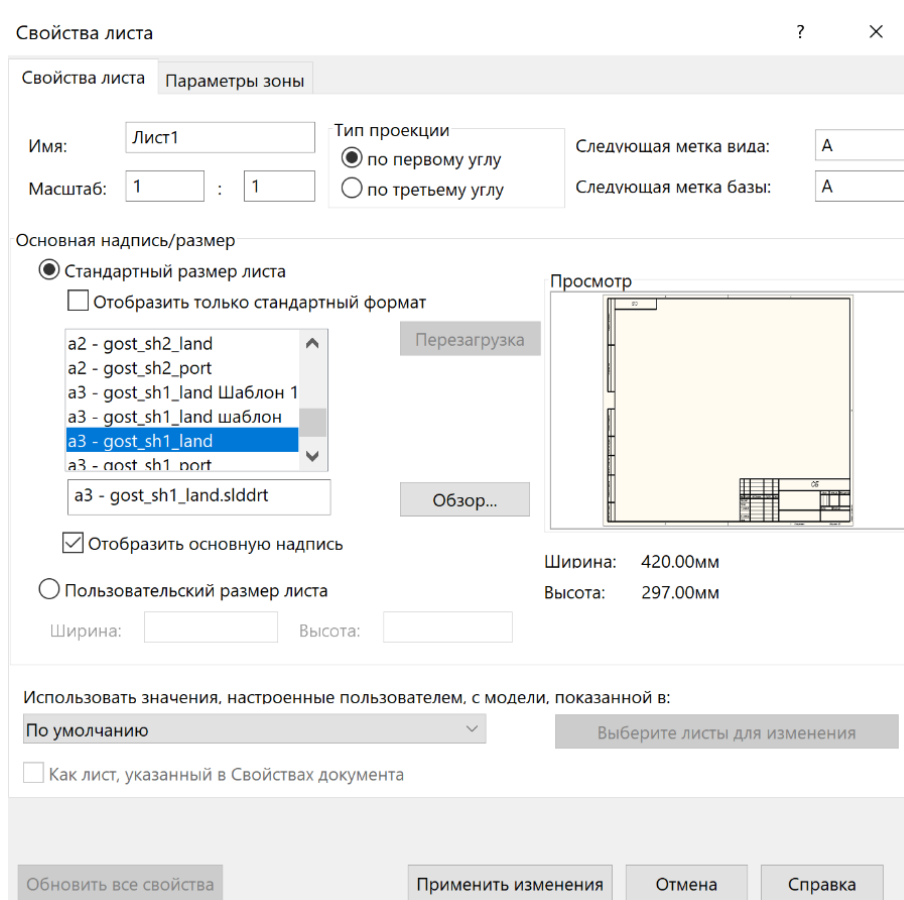 Свойства листа ? ×
Свойства листа Параметры зоны
Имя: Лист1
Масштаб: 1 : 1
Тип проекции
по первому углу
по третьему углу
Следующая метка вида: A
Следующая метка базы: A
Основная надпись/размер
Стандартный размер листа
Отобразить только стандартный формат
a2 - gost_sh2_land
a2 - gost_sh2_port
a3 - gost_sh1_land Шаблон 1
a3 - gost_sh1_land шаблон
a3 - gost_sh1_land
a3 - gost_sh1_port
a3 - gost_sh1_land.slddrt
Перезагрузка
Обзор...
Отобразить основную надпись
Просмотр
Ширина: 420.00мм
Высота: 297.00мм
Пользовательский размер листа
Ширина: Высота:
Использовать значения, настроенные пользователем, с модели, показанной в:
По умолчанию
Выберите листы для изменения
Как лист, указанный в Свойствах документа
Обновить все свойства Применить изменения Отмена Справка